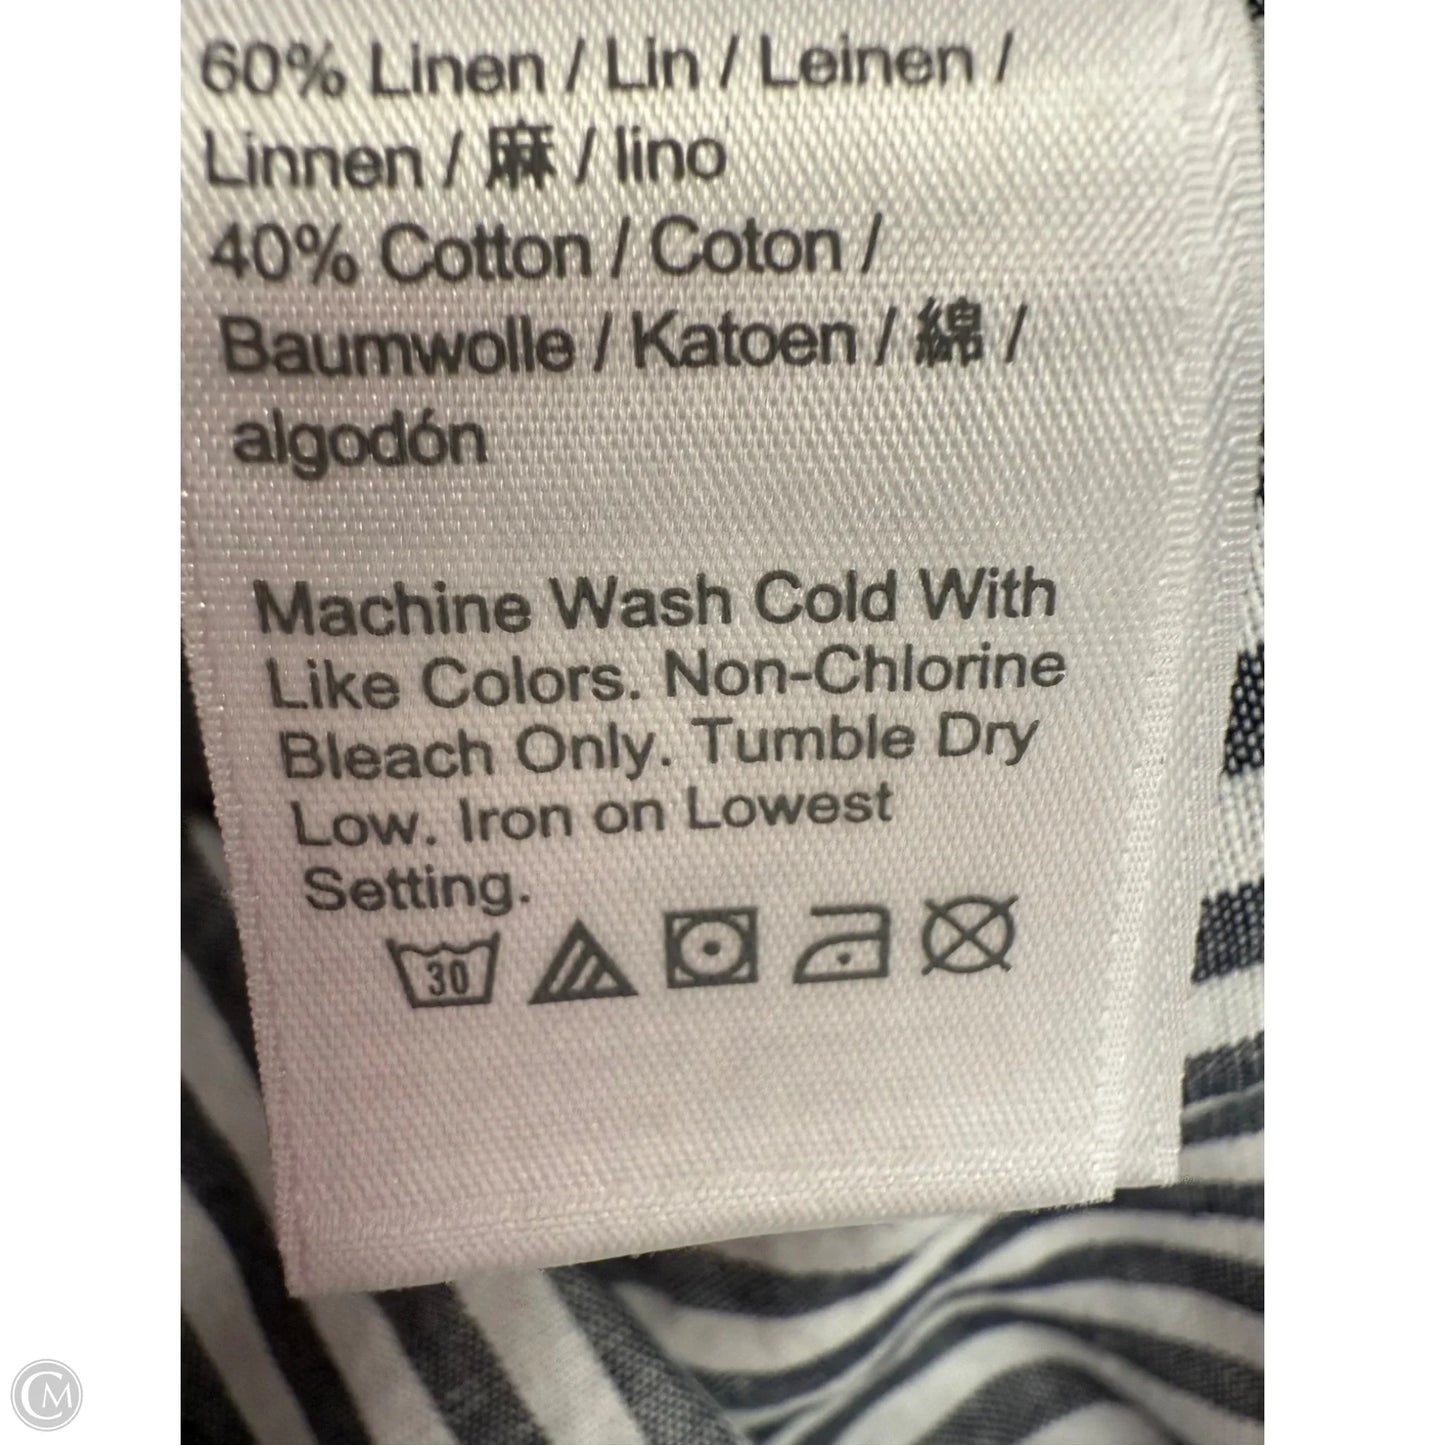 60% Linen / Lin / Leinen /
Linnen / 麻 / lino
40% Cotton / Coton /
Baumwolle / Katoen / 綿 /
algodón
Machine Wash Cold With
Like Colors. Non-Chlorine
Bleach Only. Tumble Dry
Low. Iron on Lowest
Setting.
30
CM